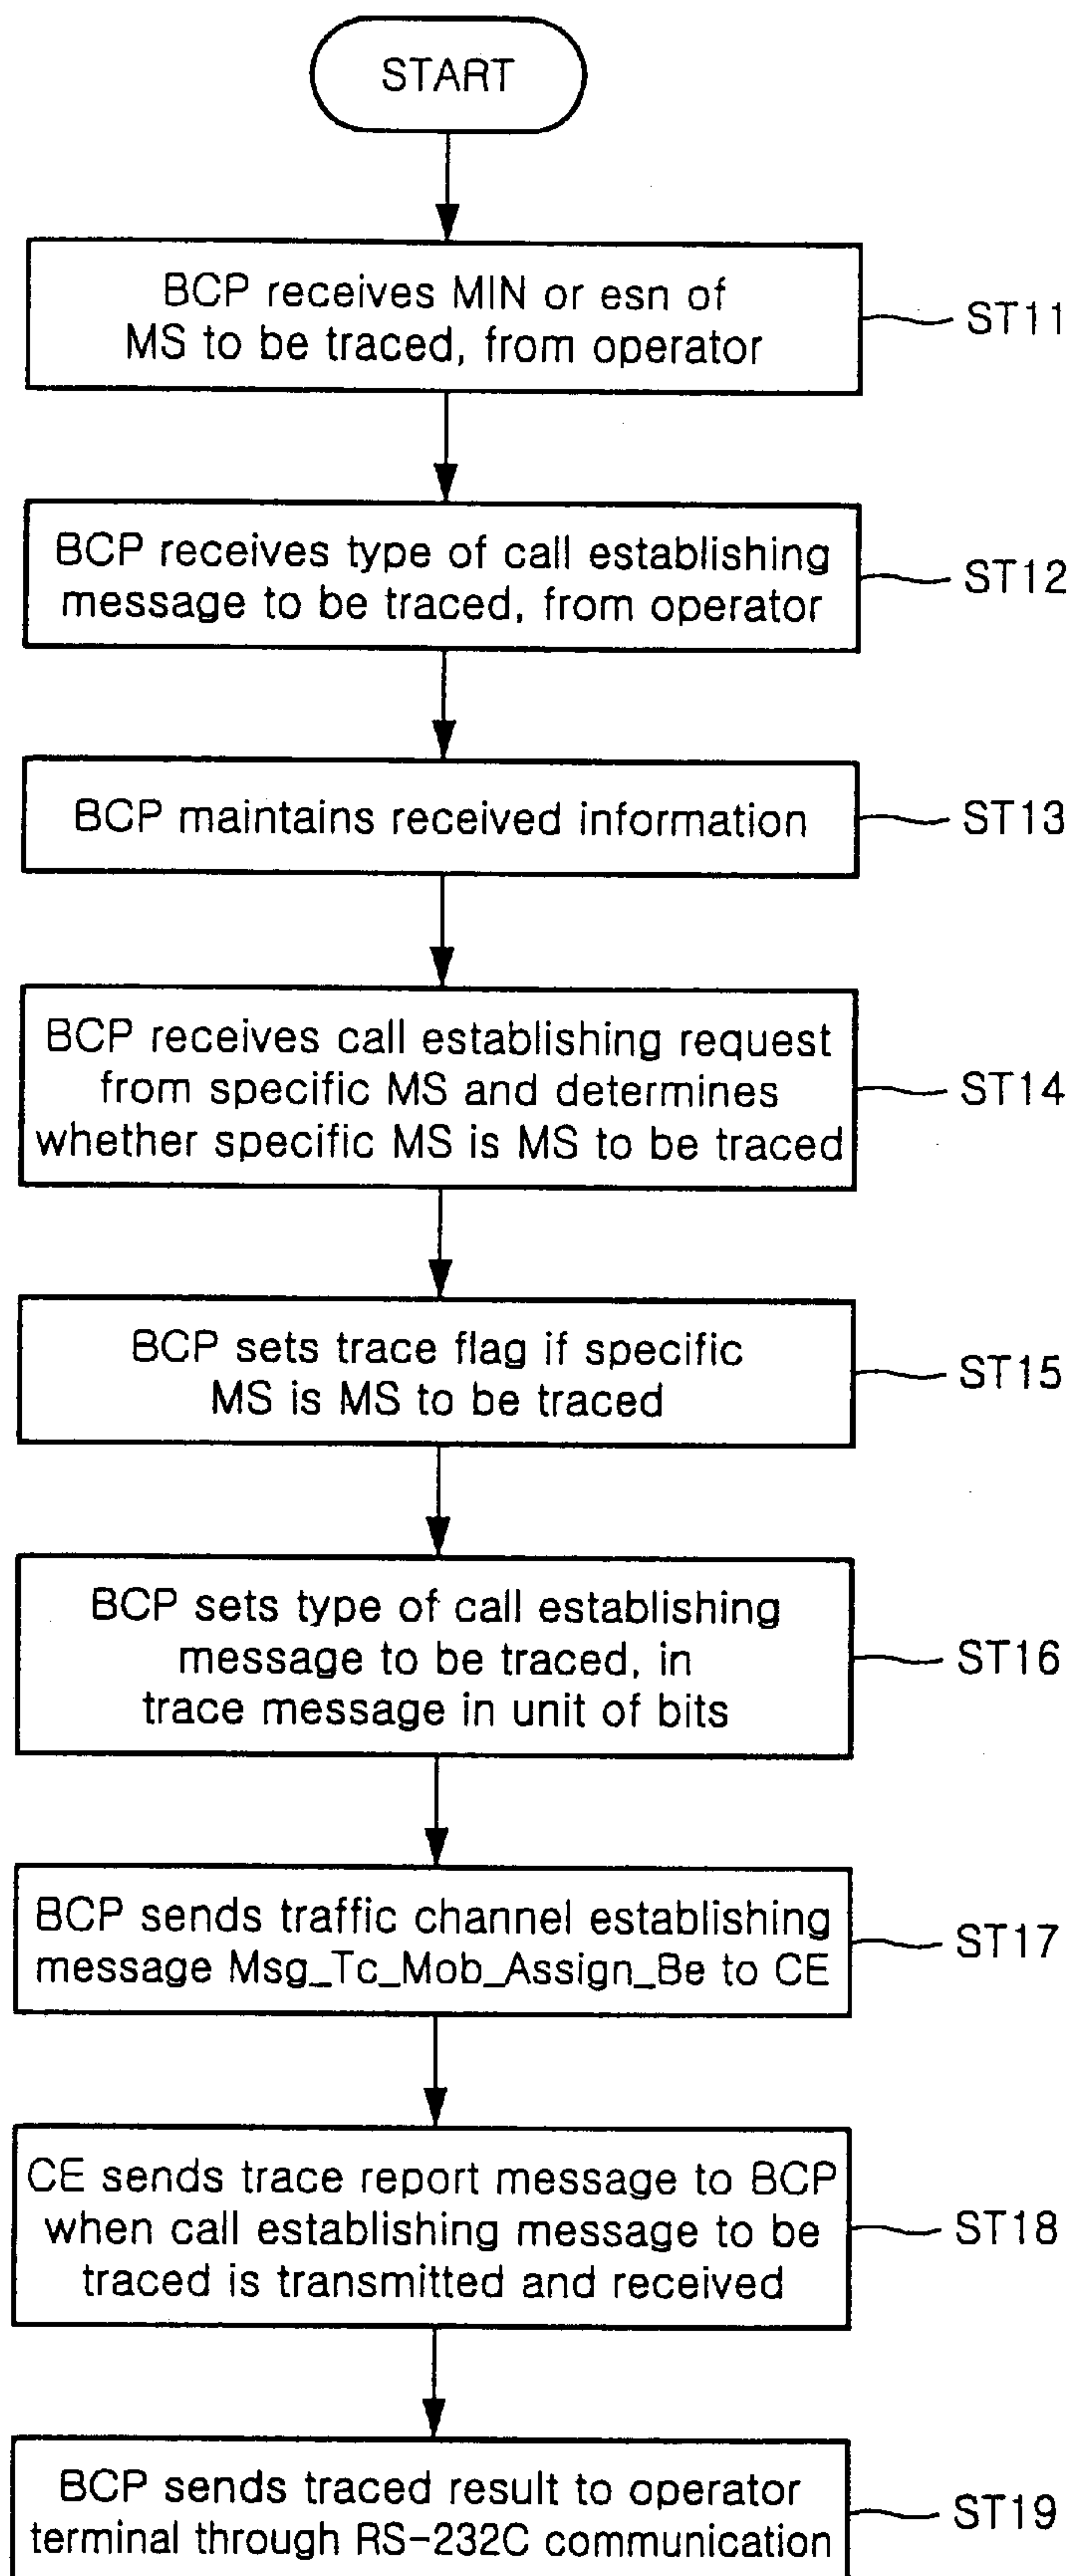 START
BCP receives MIN or esn of
MS to be traced, from operator
ST11
BCP receives type of call establishing
message to be traced, from operator
ST12
BCP maintains received information
ST13
BCP receives call establishing request
from specific MS and determines
whether specific MS is MS to be traced
ST14
BCP sets trace flag if specific
MS is MS to be traced
ST15
BCP sets type of call establishing
message to be traced, in
trace message in unit of bits
ST16
BCP sends traffic channel establishing
message Msg_Tc_Mob_Assign_Be to CE
ST17
CE sends trace report message to BCP
when call establishing message to be
traced is transmitted and received
ST18
BCP sends traced result to operator
terminal through RS-232C communication
ST19